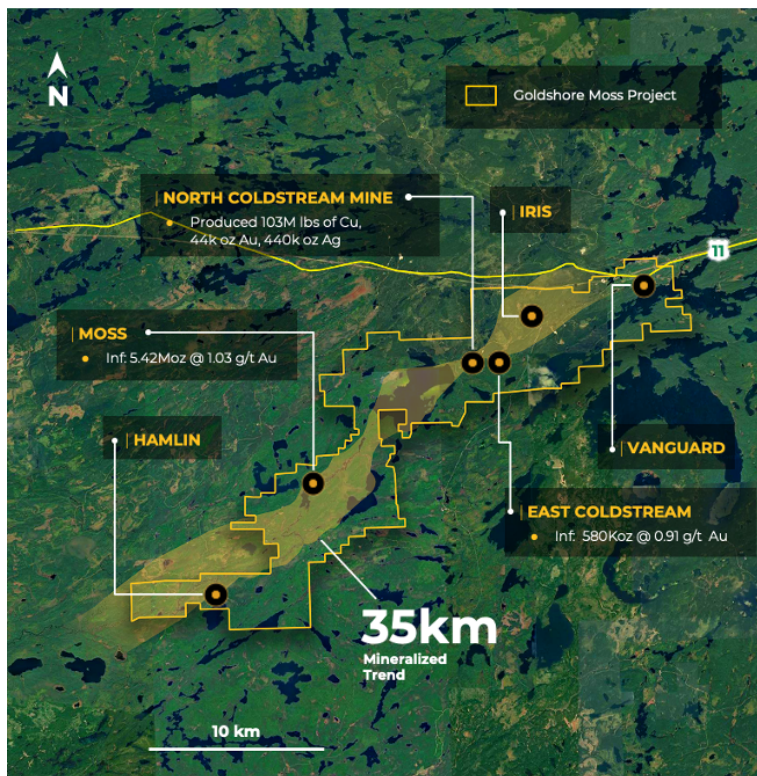 N
Goldshore Moss Project
NORTH COLDSTREAM MINE
Produced 103M lbs of Cu,
44k oz Au, 440k oz Ag
IRIS
11
MOSS
Inf: 5.42Moz @ 1.03 g/t Au
HAMLIN
VANGUARD
EAST COLDSTREAM
Inf: 580Koz @ 0.91 g/t Au
35km
Mineralized
Trend
10 km